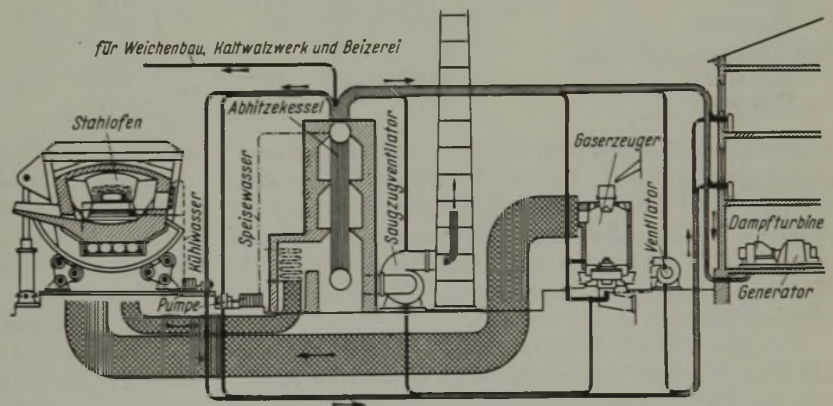 für Weichenbau, Kaltwalzwerk und Beizerei
Abhitzekessel
Stahlofen
Gaserzeuger
Speisewasser
Saugzugventilator
Kühlwasser
Ventilator
Dampfturbine
Pumpe
Generator